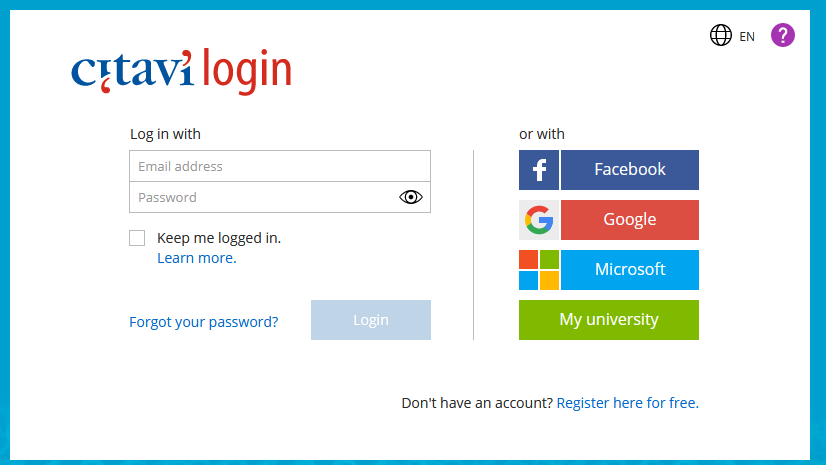 EN
?
citavi login
Log in with
Email address
Password
Keep me logged in.
Learn more.
Forgot your password?
Login
or with
f Facebook
G Google
Microsoft
My university
Don't have an account? Register here for free.